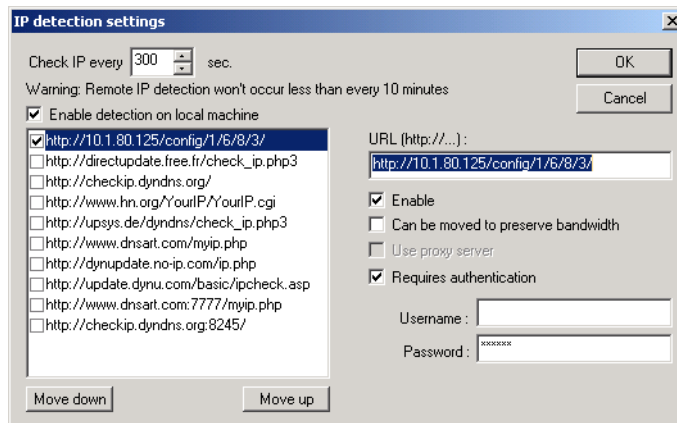 IP detection settings
Check IP every 300 sec.
Warning: Remote IP detection won't occur less than every 10 minutes
Enable detection on local machine
OK
Cancel
http://10.1.80.125/config/1/6/8/3/
http://directupdate.free.fr/check_ip.php3
http://checkip.dyndns.org/
http://www.hn.org/YourIP/YourIP.cgi
http://upsys.de/dyndns/check_ip.php3
http://www.dnsart.com/myip.php
http://dynupdate.no-ip.com/ip.php
http://update.dynu.com/basic/ipcheck.asp
http://www.dnsart.com:7777/myip.php
http://checkip.dyndns.org:8245/
URL (http://...) :
http://10.1.80.125/config/1/6/8/3/
Enable
Can be moved to preserve bandwidth
Use proxy server
Requires authentication
Username :
Password : ******
Move down
Move up